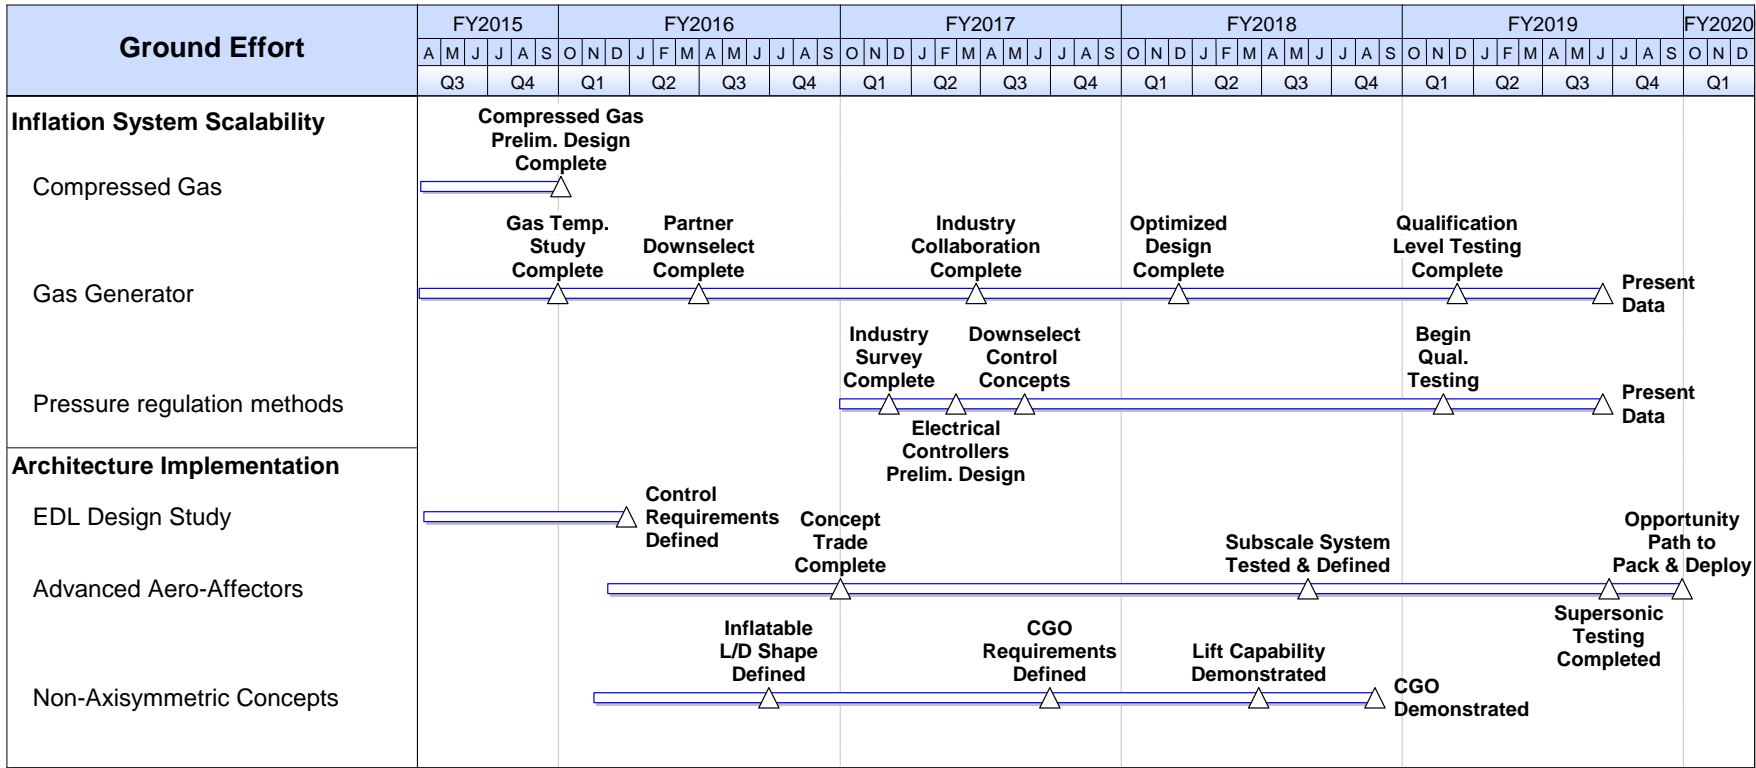 Ground Effort
FY2015 FY2016 FY2017 FY2018 FY2019 FY2020
A M J J A S O N D J F M A M J J A S O N D J F M A M J J A S O N D J F M A M J J A S O N D J F M A M J J A S O N D
Q3 Q4 Q1 Q2 Q3 Q4 Q1 Q2 Q3 Q4 Q1 Q2 Q3 Q4 Q1 Q2 Q3 Q4 Q1
Inflation System Scalability
Compressed Gas
Prelim. Design
Complete
Compressed Gas
Gas Temp.
Study
Complete
Partner
Downselect
Complete
Industry
Collaboration
Complete
Optimized
Design
Complete
Qualification
Level Testing
Complete
Gas Generator
Present
Data
Industry
Survey
Complete
Downselect
Control
Concepts
Begin
Qual.
Testing
Pressure regulation methods
Present
Data
Electrical
Controllers
Prelim. Design
Architecture Implementation
EDL Design Study
Control
Requirements
Defined
Concept
Trade
Complete
Subscale System
Tested & Defined
Opportunity
Path to
Pack & Deploy
Advanced Aero-Affectors
Supersonic
Testing
Completed
Inflatable
L/D Shape
Defined
CGO
Requirements
Defined
Lift Capability
Demonstrated
Non-Axisymmetric Concepts
CGO
Demonstrated